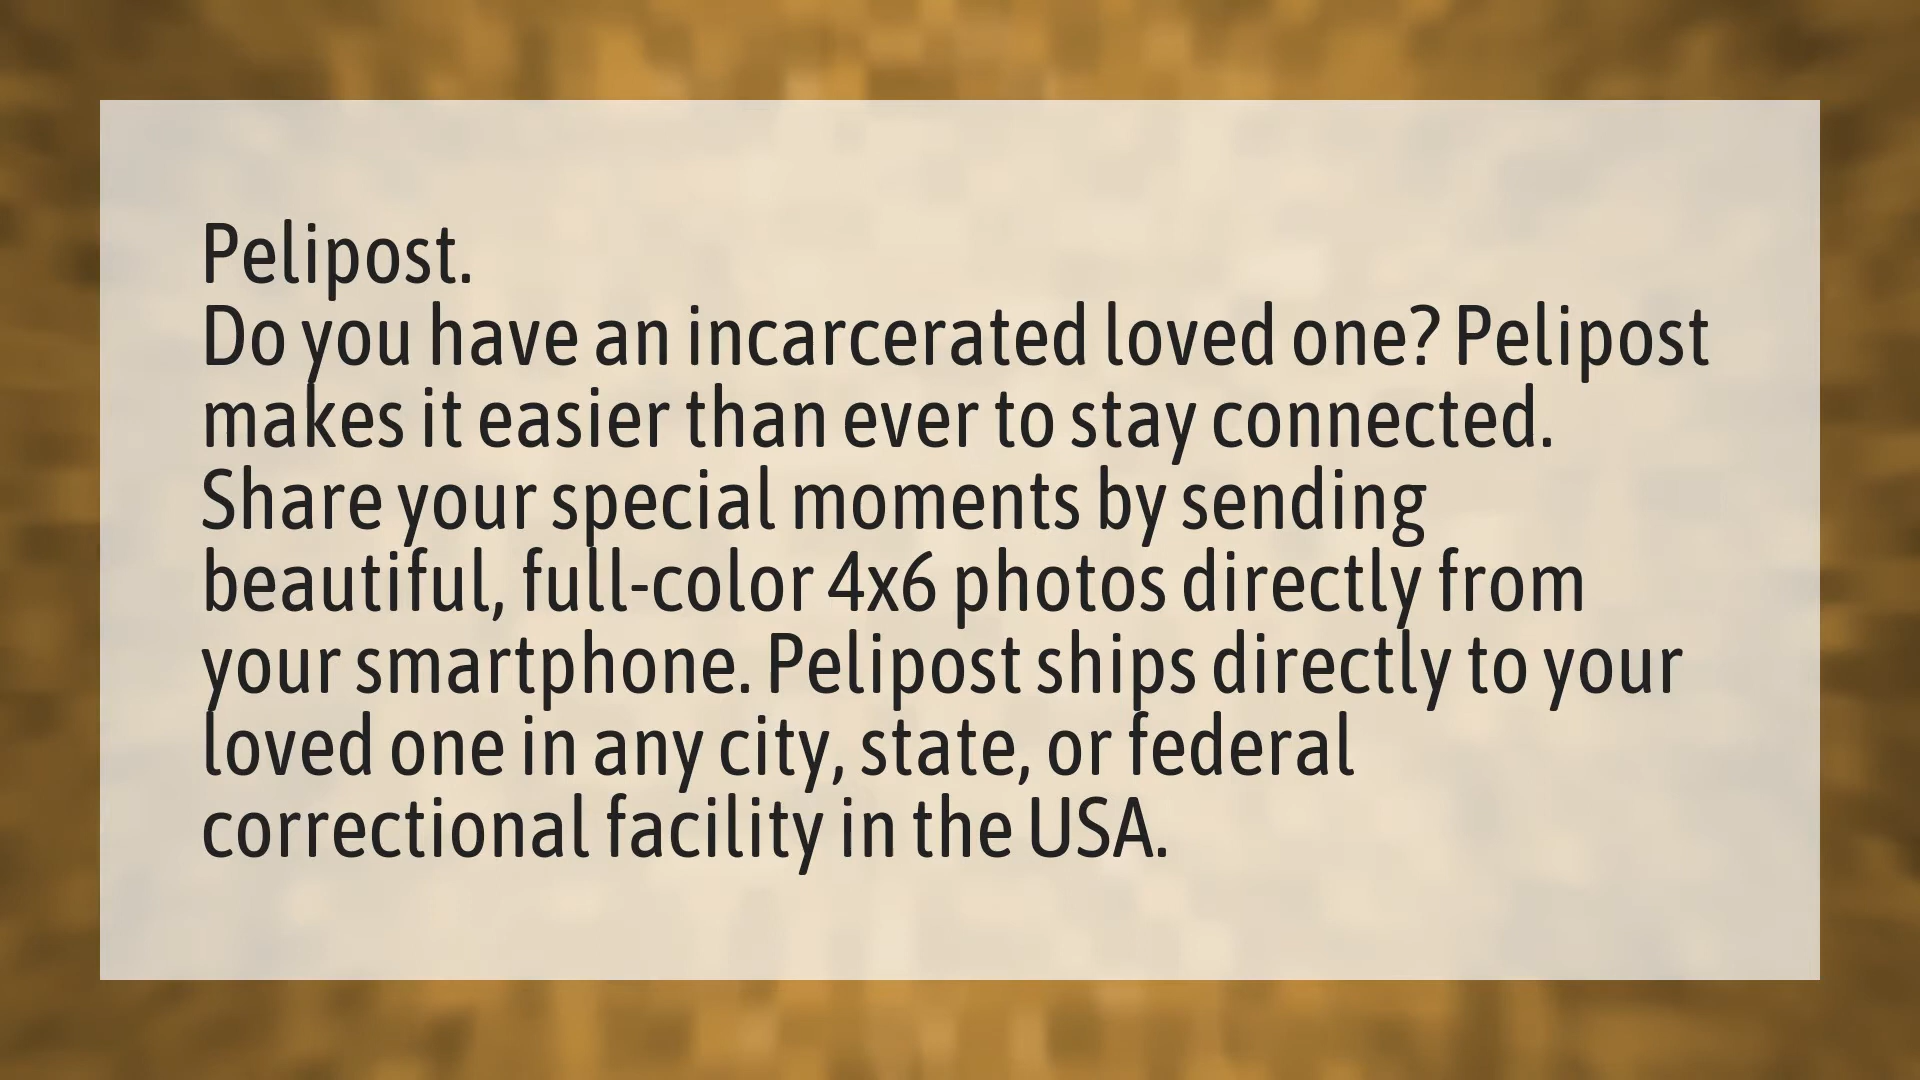 Pelipost.
Do you have an incarcerated loved one? Pelipost
makes it easier than ever to stay connected.
Share your special moments by sending
beautiful, full-color 4x6 photos directly from
your smartphone. Pelipost ships directly to your
loved one in any city, state, or federal
correctional facility in the USA.